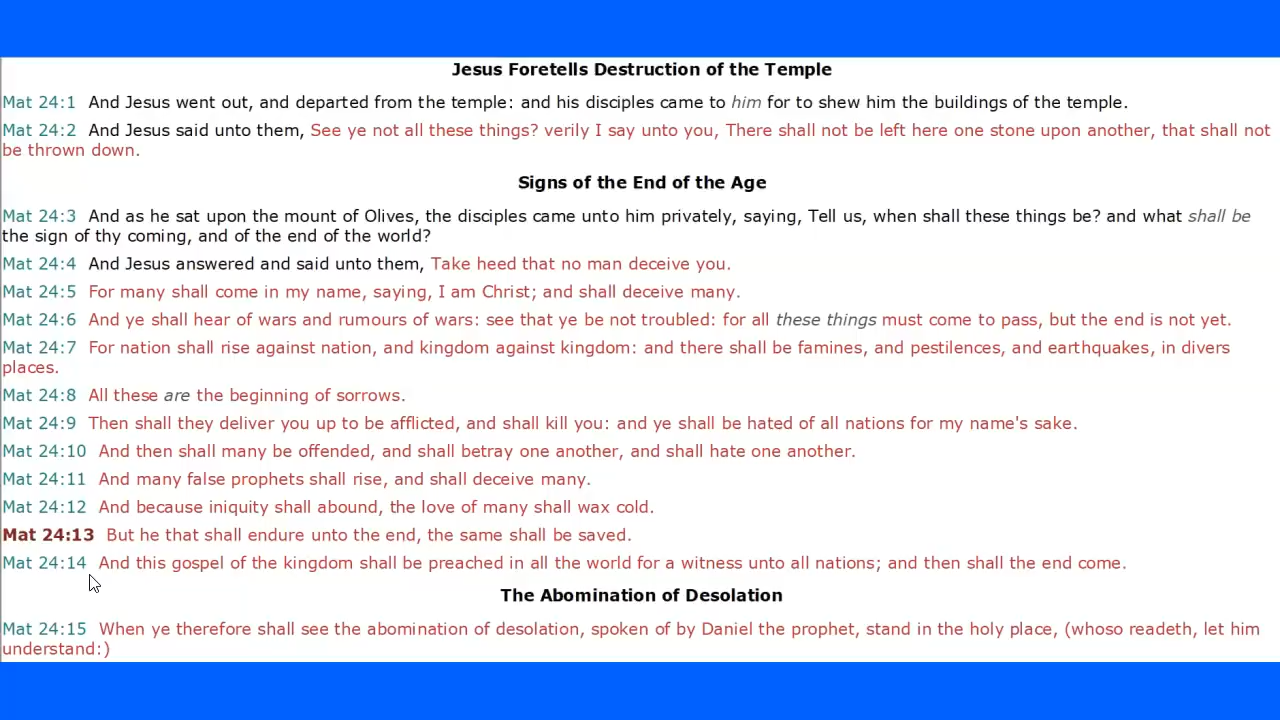 Jesus Foretells Destruction of the Temple
Mat 24:1 And Jesus went out, and departed from the temple: and his disciples came to him for to shew him the buildings of the temple.
Mat 24:2 And Jesus said unto them, See ye not all these things? verily I say unto you, There shall not be left here one stone upon another, that shall not
be thrown down.
Signs of the End of the Age
Mat 24:3 And as he sat upon the mount of Olives, the disciples came unto him privately, saying, Tell us, when shall these things be? and what shall be
the sign of thy coming, and of the end of the world?
Mat 24:4 And Jesus answered and said unto them, Take heed that no man deceive you.
Mat 24:5 For many shall come in my name, saying, I am Christ; and shall deceive many.
Mat 24:6 And ye shall hear of wars and rumours of wars: see that ye be not troubled: for all these things must come to pass, but the end is not yet.
Mat 24:7 For nation shall rise against nation, and kingdom against kingdom: and there shall be famines, and pestilences, and earthquakes, in divers
places.
Mat 24:8 All these are the beginning of sorrows.
Mat 24:9 Then shall they deliver you up to be afflicted, and shall kill you: and ye shall be hated of all nations for my name's sake.
Mat 24:10 And then shall many be offended, and shall betray one another, and shall hate one another.
Mat 24:11 And many false prophets shall rise, and shall deceive many.
Mat 24:12 And because iniquity shall abound, the love of many shall wax cold.
Mat 24:13 But he that shall endure unto the end, the same shall be saved.
Mat 24:14 And this gospel of the kingdom shall be preached in all the world for a witness unto all nations; and then shall the end come.
The Abomination of Desolation
Mat 24:15 When ye therefore shall see the abomination of desolation, spoken of by Daniel the prophet, stand in the holy place, (whoso readeth, let him
understand:)